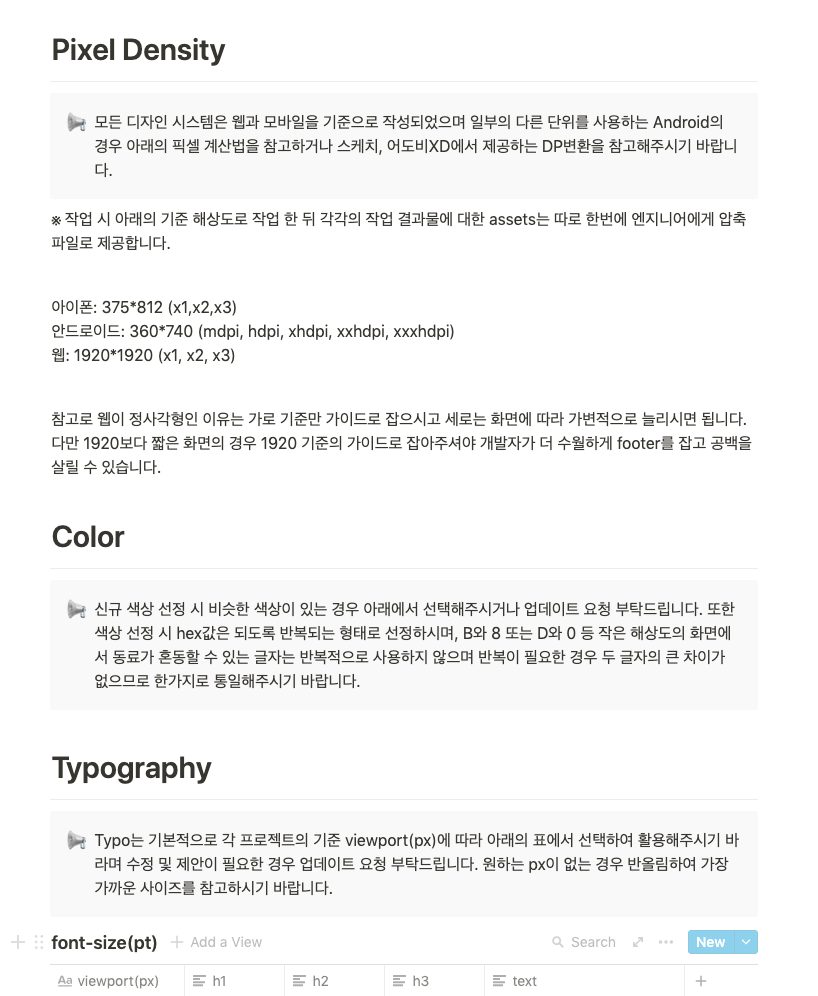 Pixel Density
모든 디자인 시스템은 웹과 모바일을 기준으로 작성되었으며 일부의 다른 단위를 사용하는 Android의
경우 아래의 픽셀 계산법을 참고하거나 스케치, 어도비XD에서 제공하는 DP변환을 참고해주시기 바랍니
다.
※ 작업 시 아래의 기준 해상도로 작업 한 뒤 각각의 작업 결과물에 대한 assets는 따로 한번에 엔지니어에게 압축
파일로 제공합니다.
아이폰: 375*812 (x1,x2,x3)
안드로이드: 360*740 (mdpi, hdpi, xhdpi, xxhdpi, xxxhdpi)
웹: 1920*1920 (x1, x2, x3)
참고로 웹이 정사각형인 이유는 가로 기준만 가이드로 잡으시고 세로는 화면에 따라 가변적으로 늘리시면 됩니다.
다만 1920보다 짧은 화면의 경우 1920 기준의 가이드로 잡아주셔야 개발자가 더 수월하게 footer를 잡고 공백을
살릴 수 있습니다.
Color
신규 색상 선정 시 비슷한 색상이 있는 경우 아래에서 선택해주시거나 업데이트 요청 부탁드립니다. 또한
색상 선정 시 hex값은 되도록 반복되는 형태로 선정하시며, B와 8 또는 D와 0 등 작은 해상도의 화면에
서 동료가 혼동할 수 있는 글자는 반복적으로 사용하지 않으며 반복이 필요한 경우 두 글자의 큰 차이가
없으므로 한가지로 통일해주시기 바랍니다.
Typography
Typo는 기본적으로 각 프로젝트의 기준 viewport(px)에 따라 아래의 표에서 선택하여 활용해주시기 바
라며 수정 및 제안이 필요한 경우 업데이트 요청 부탁드립니다. 원하는 px이 없는 경우 반올림하여 가장
가까운 사이즈를 참고하시기 바랍니다.
font-size(pt) Add a View Search New
Aa viewport(px) h1 h2 h3 text